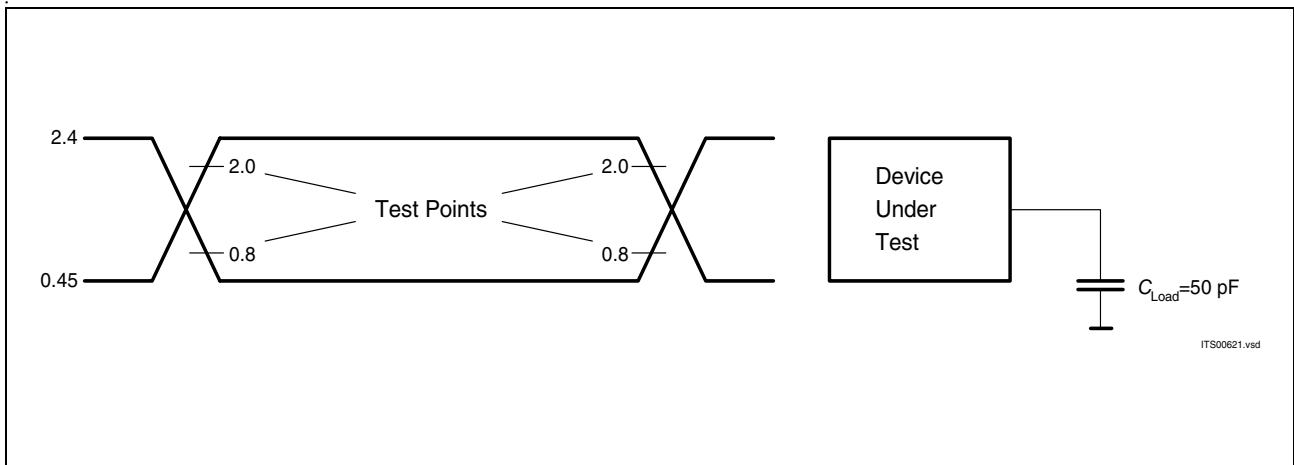 2.4
2.0
2.0
Test Points
0.8
0.8
0.45
Device
Under
Test
CLoad=50 pF
ITS00621.vsd